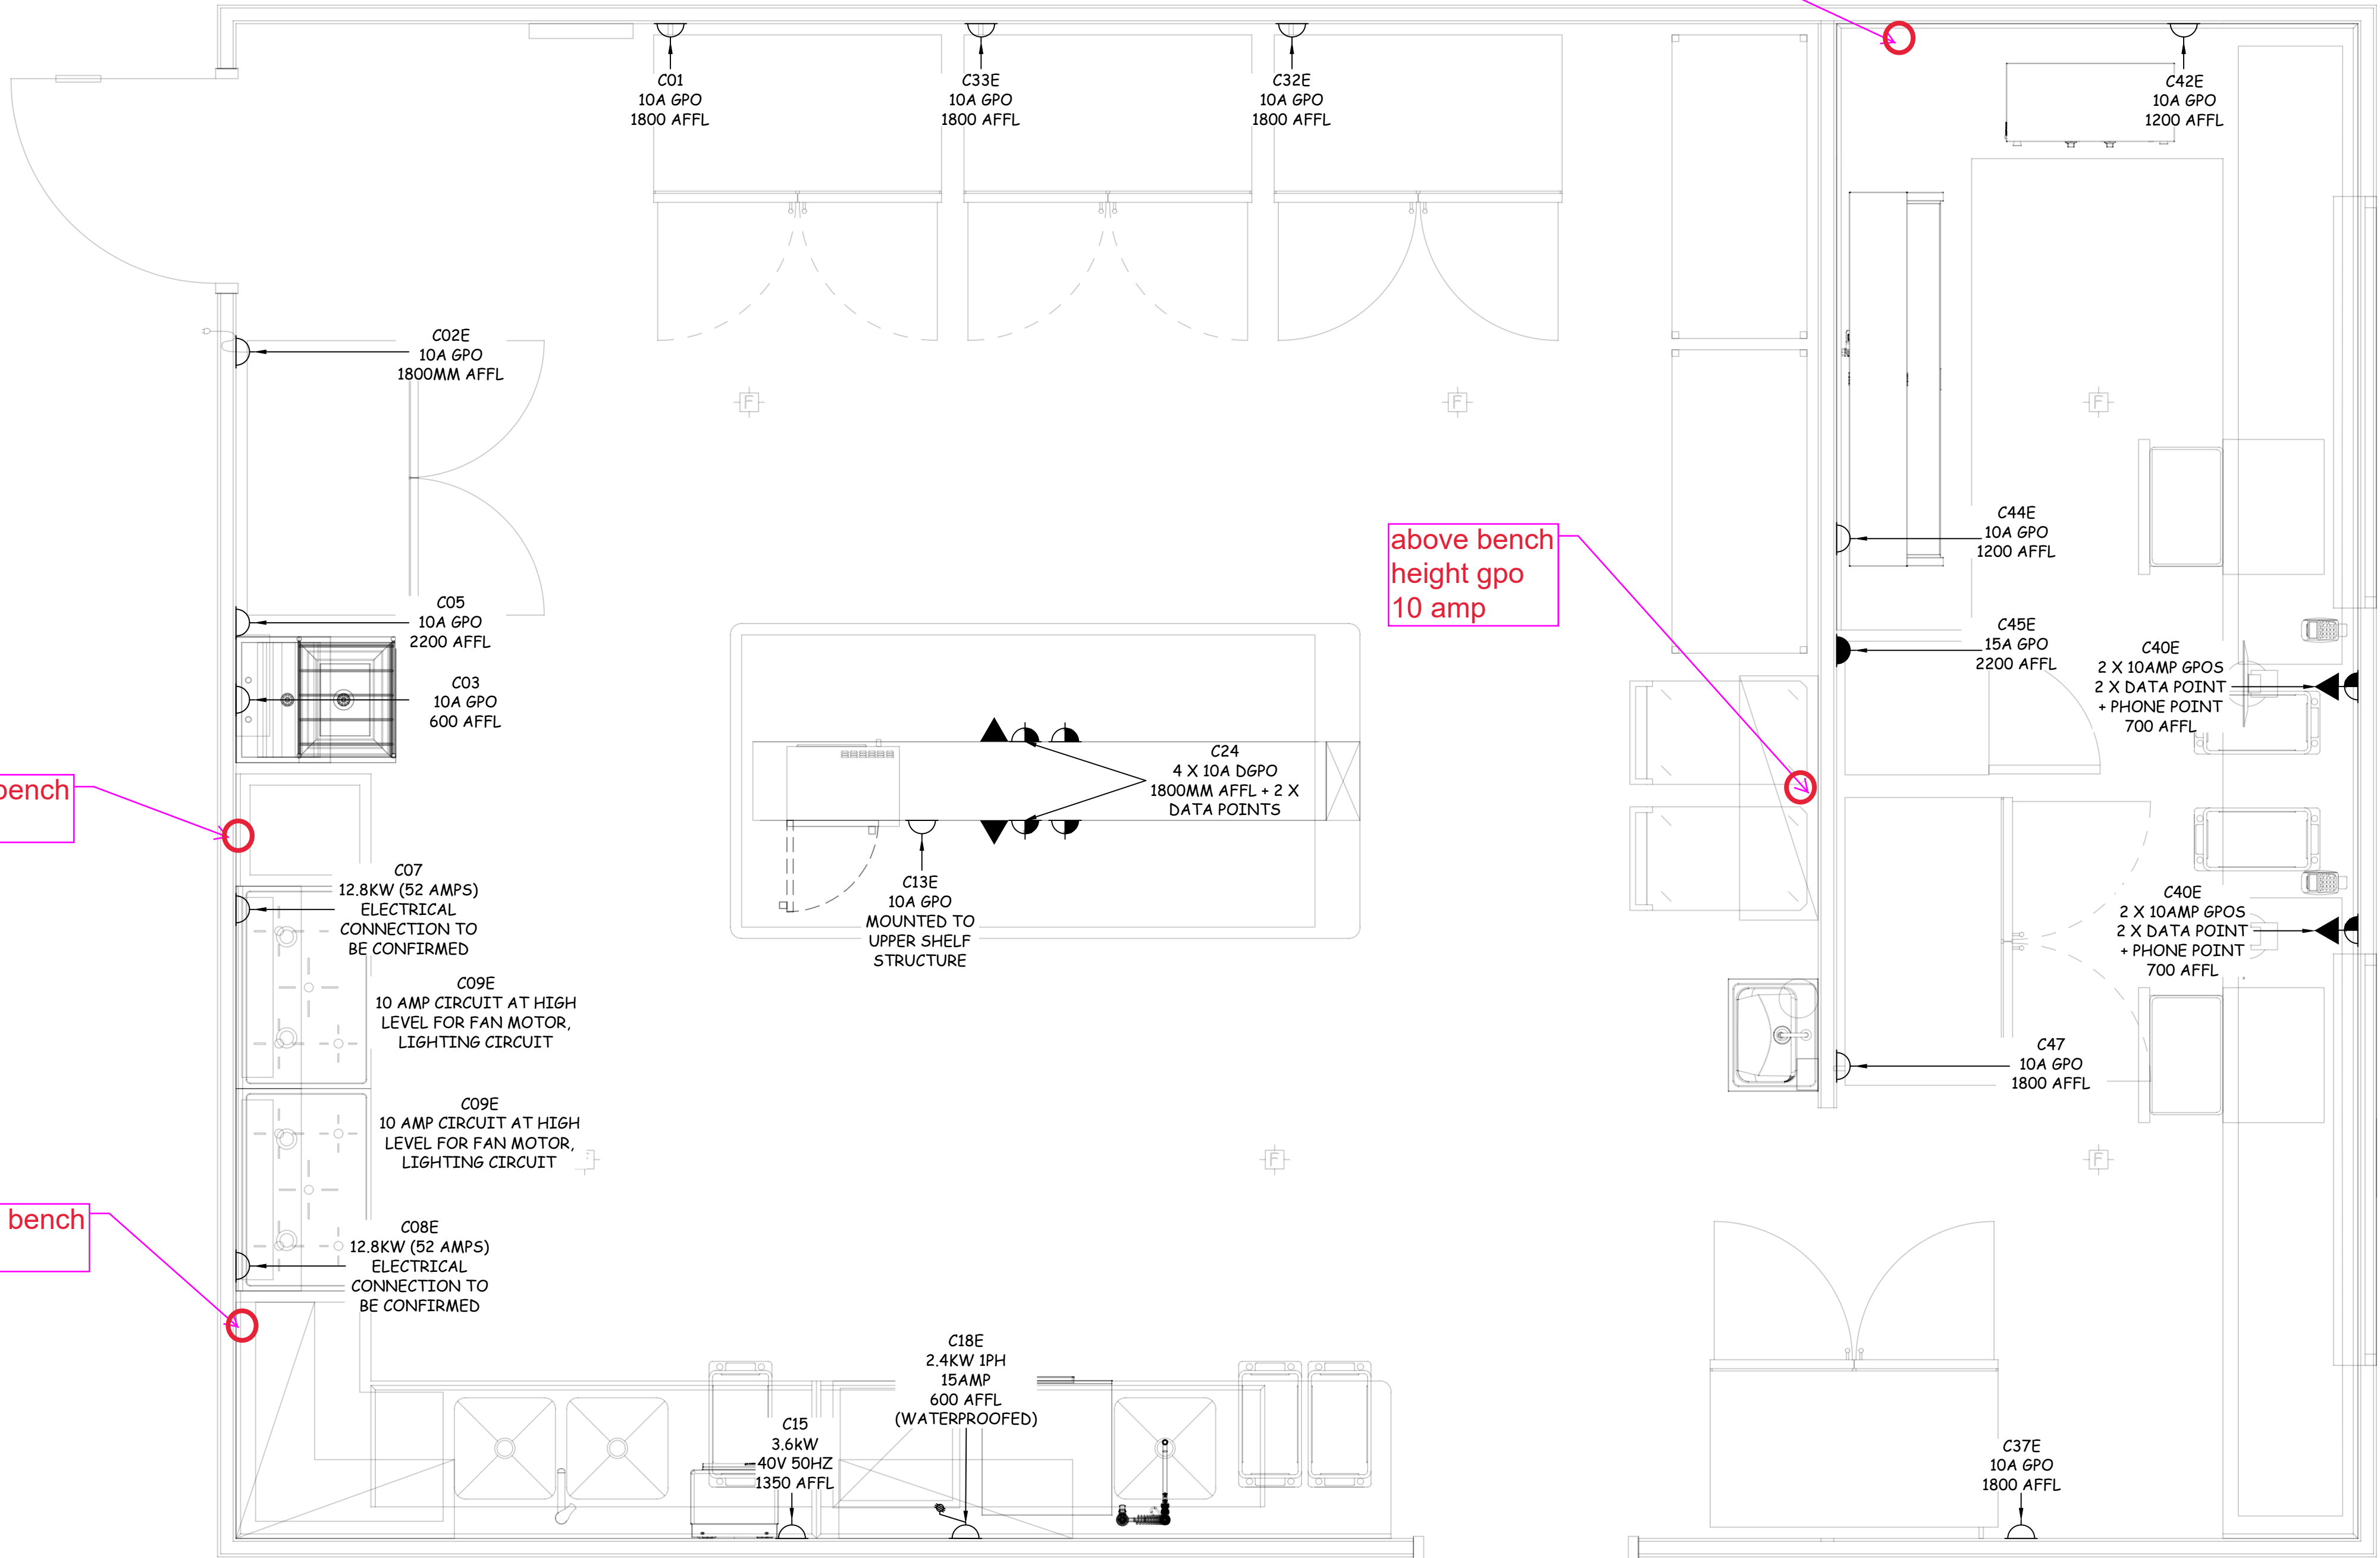 C01
10A GPO
1800 AFFL
C33E
10A GPO
1800 AFFL
C32E
10A GPO
1800 AFFL
C42E
10A GPO
1200 AFFL
C02E
10A GPO
1800MM AFFL
F
F
F
C44E
10A GPO
1200 AFFL
above bench
height gpo
10 amp
C05
10A GPO
2200 AFFL
C45E
15A GPO
2200 AFFL
C40E
2 X 10AMP GPOS
2 X DATA POINT
+ PHONE POINT
700 AFFL
C03
10A GPO
600 AFFL
C24
4 X 10A DGPO
1800MM AFFL + 2 X
DATA POINTS
bench
C07
12.8KW (52 AMPS)
ELECTRICAL
CONNECTION TO
BE CONFIRMED
C13E
10A GPO
MOUNTED TO
UPPER SHELF
STRUCTURE
C40E
2 X 10AMP GPOS
2 X DATA POINT
+ PHONE POINT
700 AFFL
C09E
10 AMP CIRCUIT AT HIGH
LEVEL FOR FAN MOTOR,
LIGHTING CIRCUIT
C47
10A GPO
1800 AFFL
C09E
10 AMP CIRCUIT AT HIGH
LEVEL FOR FAN MOTOR,
LIGHTING CIRCUIT
F
F
bench
C08E
12.8KW (52 AMPS)
ELECTRICAL
CONNECTION TO
BE CONFIRMED
C18E
2.4KW 1PH
15AMP
600 AFFL
(WATERPROOFED)
C15
3.6kW
40V 50HZ
1350 AFFL
C37E
10A GPO
1800 AFFL